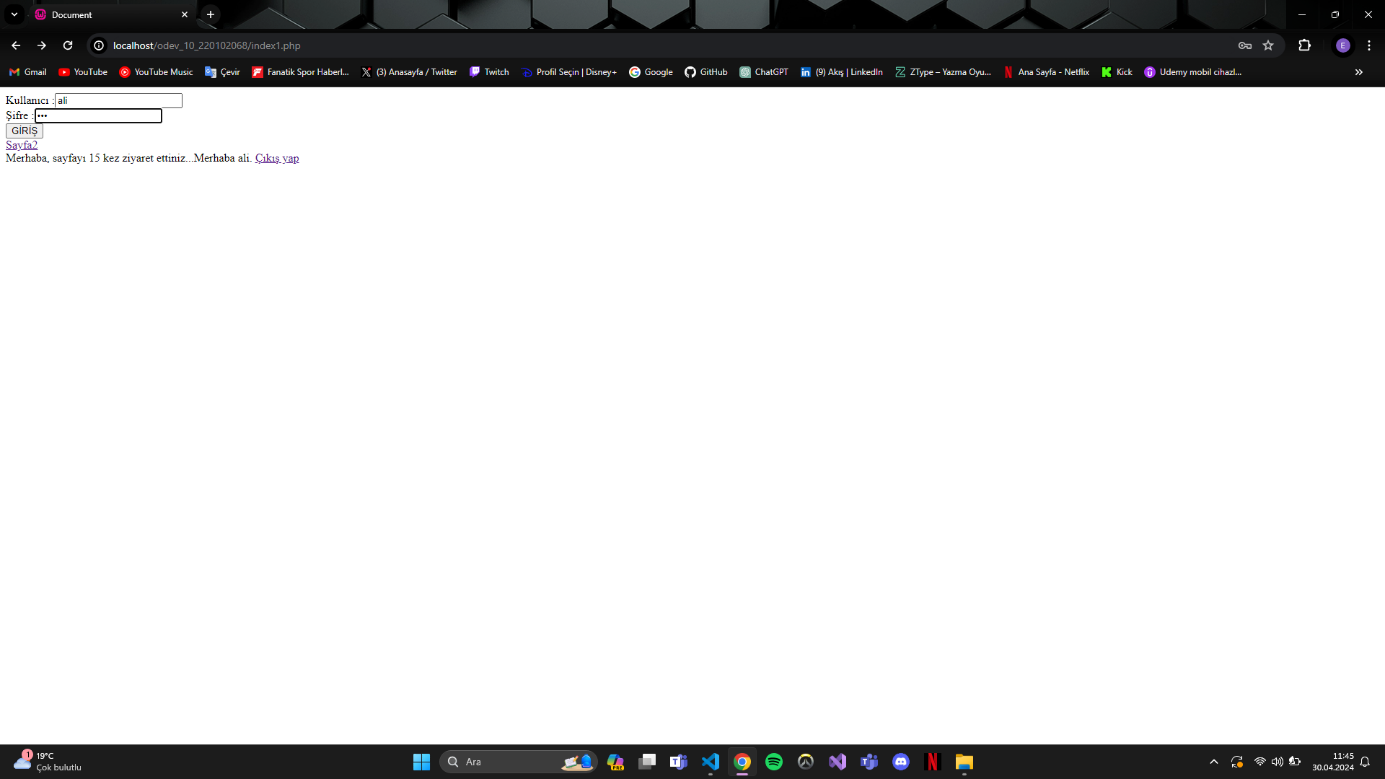 Document
localhost/odev_10_220102068/index1.php
E
Gmail YouTube YouTube Music Çevir Fanatik Spor Haberl... (3) Anasayfa / Twitter Twitch Profil Seçin | Disney+ Google GitHub ChatGPT (9) Akış | LinkedIn ZType – Yazma Oyu... Ana Sayfa - Netflix Kick Udemy mobil cihazl...
Kullanıcı : ali
Şifre : •••
GİRİŞ
Sayfa2
Merhaba, sayfayı 15 kez ziyaret ettiniz...Merhaba ali. Çıkış yap
1 19°C
Çok bulutlu
Ara
11:45
30.04.2024